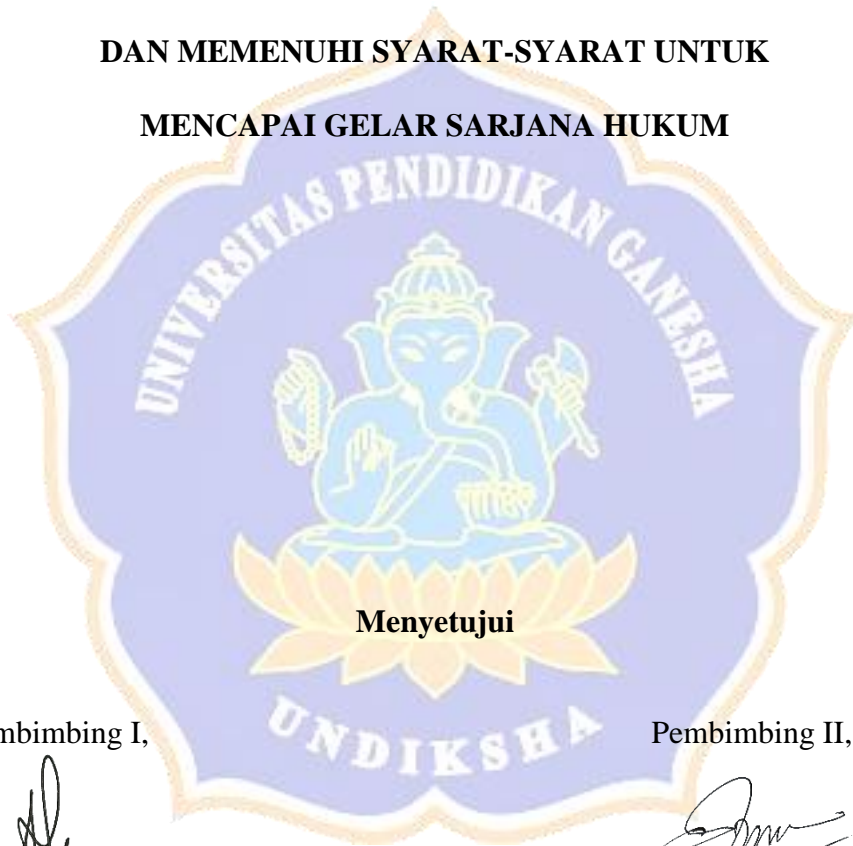 DAN MEMENUHI SYARAT-SYARAT UNTUK
MENCAPAI GELAR SARJANA HUKUM
UNIVERSITAS PENDIDIKAN GANESHA
Menyetujui
UNDIKSHA
mbimbing I,
Pembimbing II,